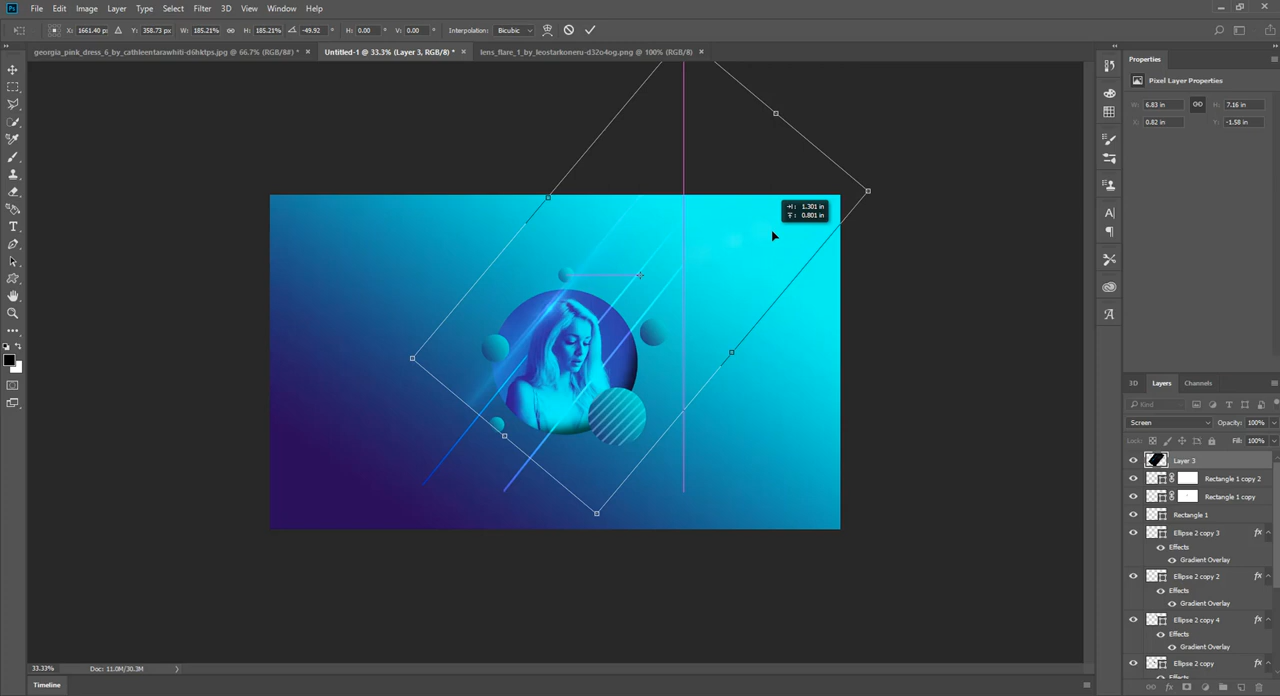 Ps File Edit Image Layer Type Select Filter 3D View Window Help
X: 1661.40 px Y: 358.73 px W: 185.21% H: 185.21% -49.92 ° H: 0.00 ° V: 0.00 ° Interpolation: Bicubic
georgia_pink_dress_6_by_cathleentarawhiti-d6hktps.jpg @ 66.7% (RGB/8#) * × Untitled-1 @ 33.3% (Layer 3, RGB/8) * × lens_flare_1_by_leostarkoneru-d32o4og.png @ 100% (RGB/8) ×
Properties
Pixel Layer Properties
W: 6.83 in H: 7.16 in
X: 0.82 in Y: -1.58 in
→: 1.301 in
: 0.801 in
3D Layers Channels
Kind
Screen Opacity: 100%
Lock: Fill: 100%
Layer 3
Rectangle 1 copy 2
Rectangle 1 copy
Rectangle 1
Ellipse 2 copy 3 fx
Effects
Gradient Overlay
Ellipse 2 copy 2 fx
Effects
Gradient Overlay
Ellipse 2 copy 4 fx
Effects
Gradient Overlay
Ellipse 2 copy fx
33.33% Doc: 11.0M/30.3M
Timeline